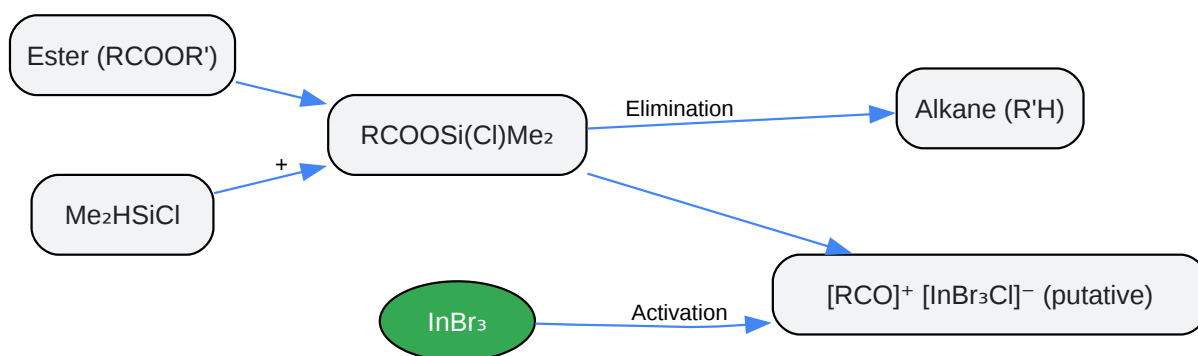 Ester (RCOOR')
Me₂HSiCl
+
RCOOSi(Cl)Me₂
Elimination
Alkane (R'H)
InBr₃
Activation
[RCO]⁺ [InBr₃Cl]⁻ (putative)